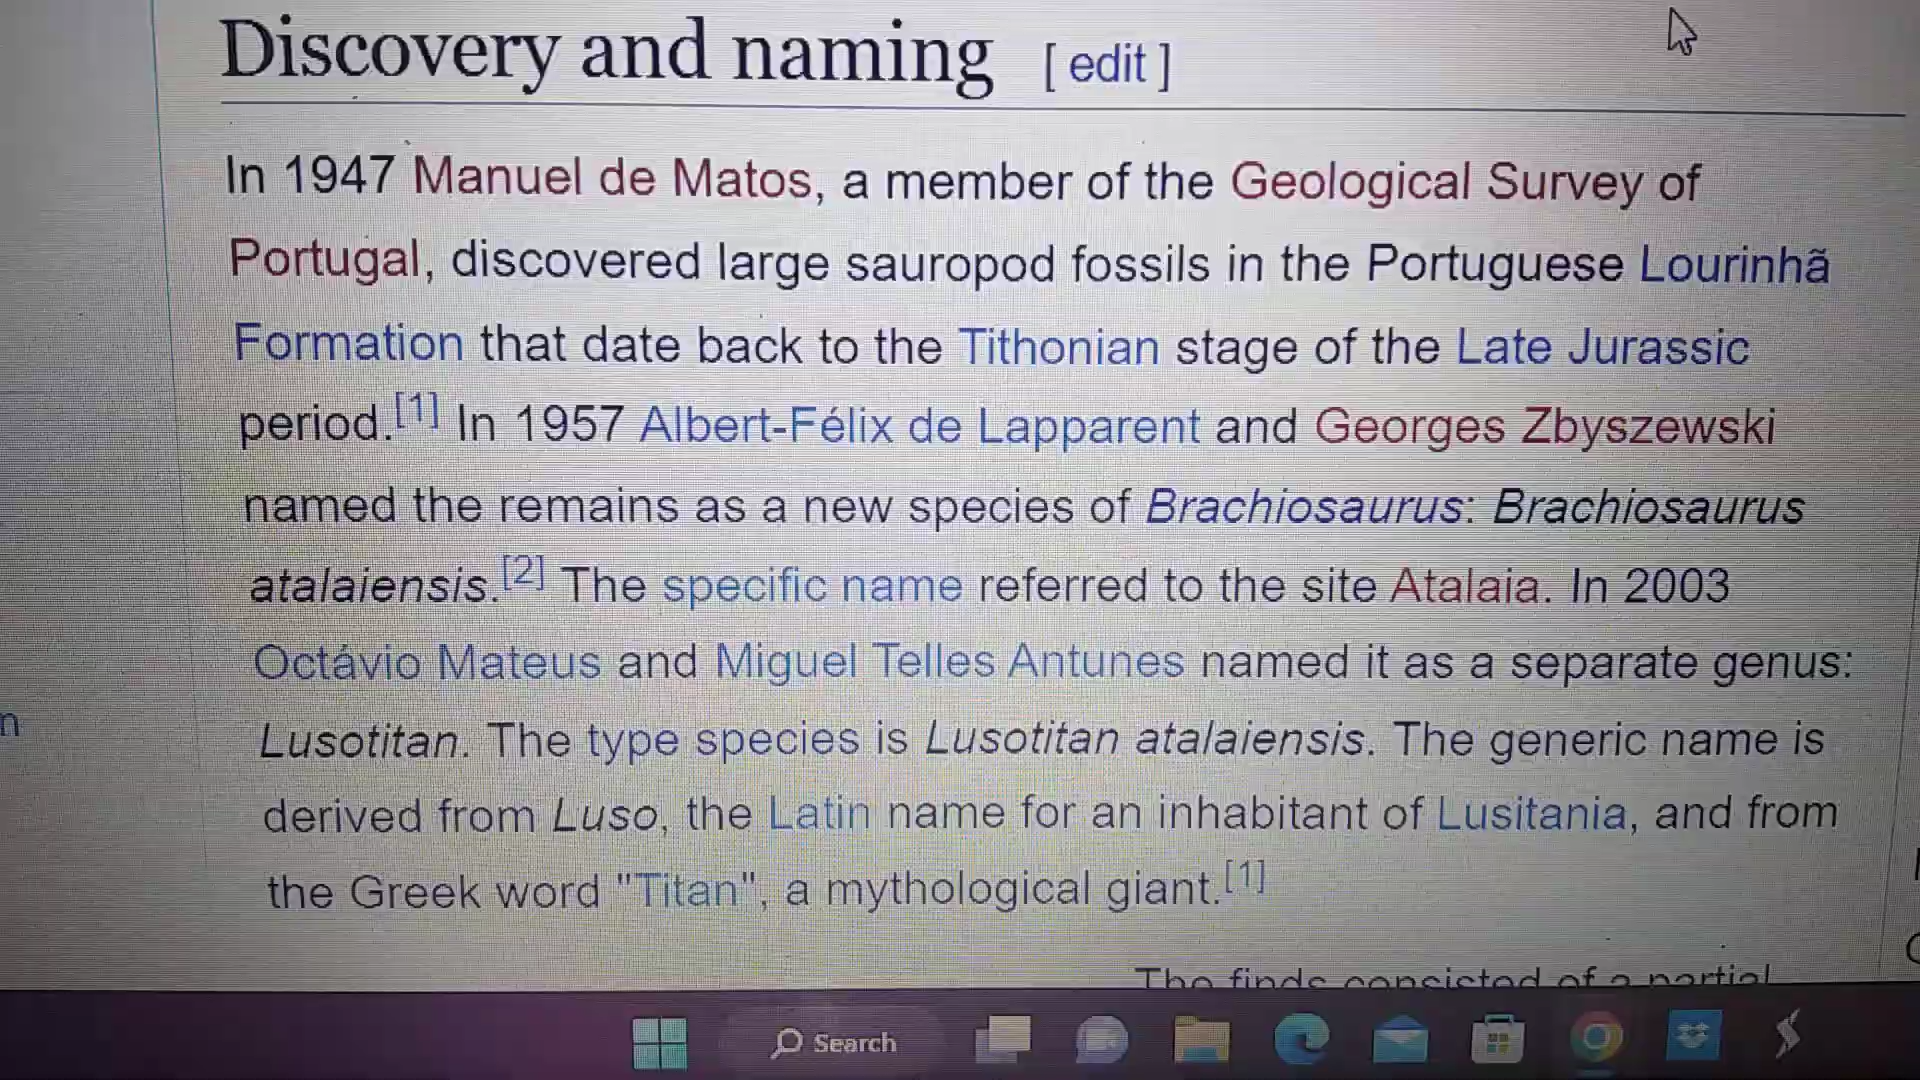 Discovery and naming [ edit ]
In 1947 Manuel de Matos, a member of the Geological Survey of
Portugal, discovered large sauropod fossils in the Portuguese Lourinhã
Formation that date back to the Tithonian stage of the Late Jurassic
period.[1] In 1957 Albert-Félix de Lapparent and Georges Zbyszewski
named the remains as a new species of Brachiosaurus: Brachiosaurus
atalaiensis.[2] The specific name referred to the site Atalaia. In 2003
Octávio Mateus and Miguel Telles Antunes named it as a separate genus:
n
Lusotitan. The type species is Lusotitan atalaiensis. The generic name is
derived from Luso, the Latin name for an inhabitant of Lusitania, and from
the Greek word "Titan", a mythological giant.[1]
The finds consisted of a partial
Search